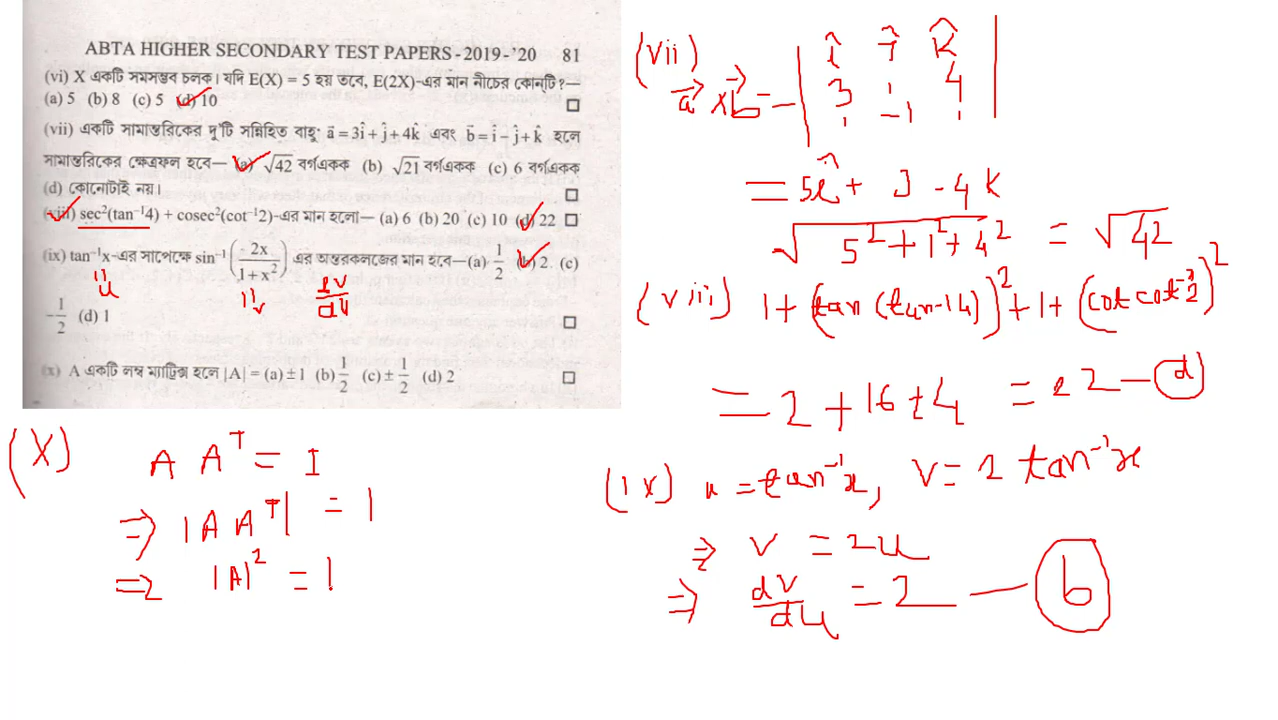 ABTA HIGHER SECONDARY TEST PAPERS - 2019-'20 81
(vi) X একটি সমসম্ভব চলক। যদি E(X) = 5 হয় তবে, E(2X)-এর মান নীচের কোনটি?—
(a) 5 (b) 8 (c) 5 (d) 10
(vii) একটি সামান্তরিকের দু'টি সন্নিহিত বাহু a⃗ = 3î + ĵ + 4k̂ এবং b⃗ = î – ĵ + k̂ হলে
সামান্তরিকের ক্ষেত্রফল হবে— (a) √42 বর্গএকক (b) √21 বর্গএকক (c) 6 বর্গএকক
(d) কোনোটাই নয়।
(viii) sec²(tan⁻¹4) + cosec²(cot⁻¹2)-এর মান হলো— (a) 6 (b) 20 (c) 10 (d) 22
(ix) tan⁻¹x-এর সাপেক্ষে sin⁻¹(2x/(1+x²)) এর অন্তরকলজের মান হবে—(a) 1/2 (b) 2. (c)
u v dv/du
–1/2 (d) 1
(x) A একটি লম্ব ম্যাট্রিক্স হলে |A| = (a) ± 1 (b) 1/2 (c) ± 1/2 (d) 2
(vii) î ĵ k̂
a⃗ × b⃗ = 3 1 4
1 -1 1
= 5î + J - 4k
√5² + 1² + 4² = √42
(viii) 1 + (tan(tan-14))² + 1 + (cot cot⁻¹2)²
= 2 + 16 + 4 = 22 — d
(ix) u = tan⁻¹x, v = 2 tan⁻¹x
⇒ v = 2u
⇒ dv/du = 2 — b
(X) A Aᵀ = I
⇒ |A Aᵀ| = 1
⇒ |A|² = 1